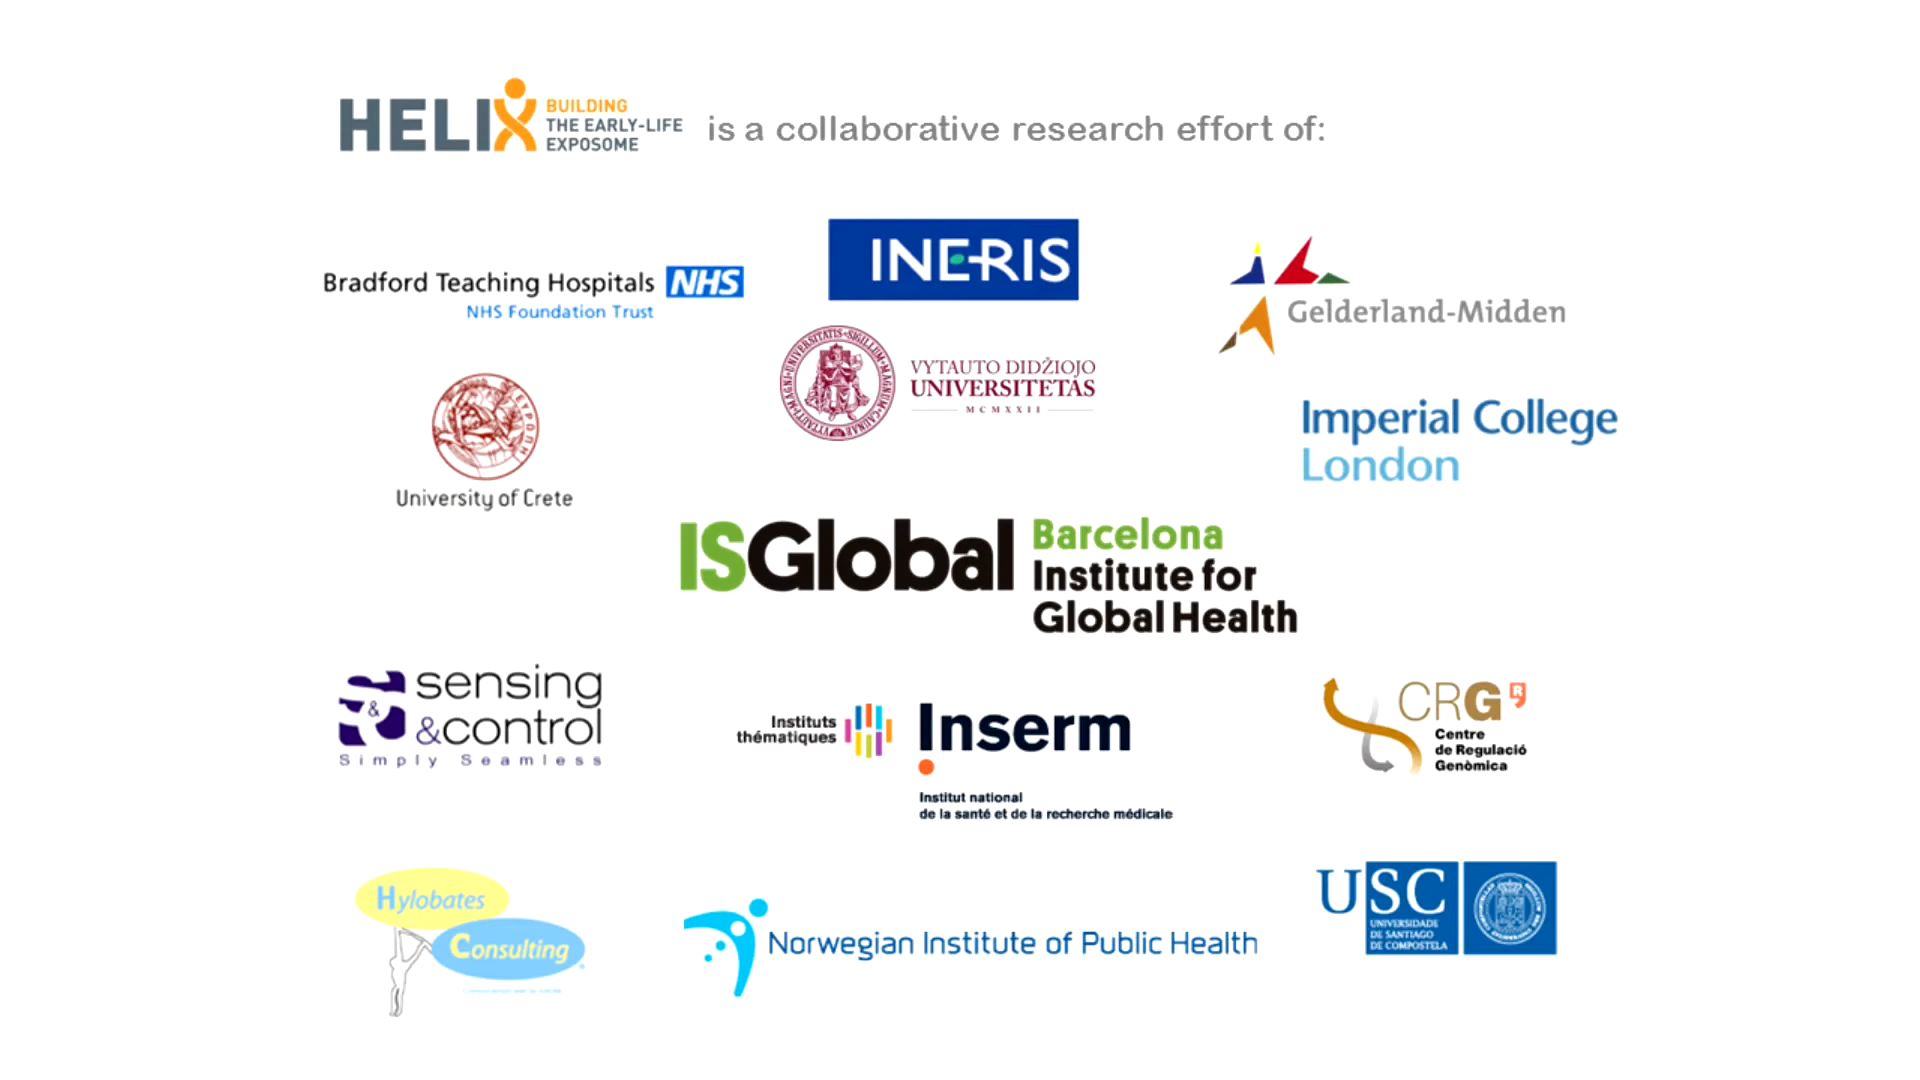 HELIX BUILDING
THE EARLY-LIFE
EXPOSOME
is a collaborative research effort of:
Bradford Teaching Hospitals NHS
NHS Foundation Trust
INERIS
Gelderland-Midden
VYTAUTO DIDŽIOJO
UNIVERSITETAS
MCMXXII
University of Crete
Imperial College
London
ISGlobal
Barcelona
Institute for
Global Health
S&C
sensing
&control
Simply Seamless
Instituts
thématiques
Inserm
Institut national
de la santé et de la recherche médicale
CRG R
Centre
de Regulació
Genòmica
Hylobates
Consulting
Norwegian Institute of Public Health
USC
UNIVERSIDADE
DE SANTIAGO
DE COMPOSTELA